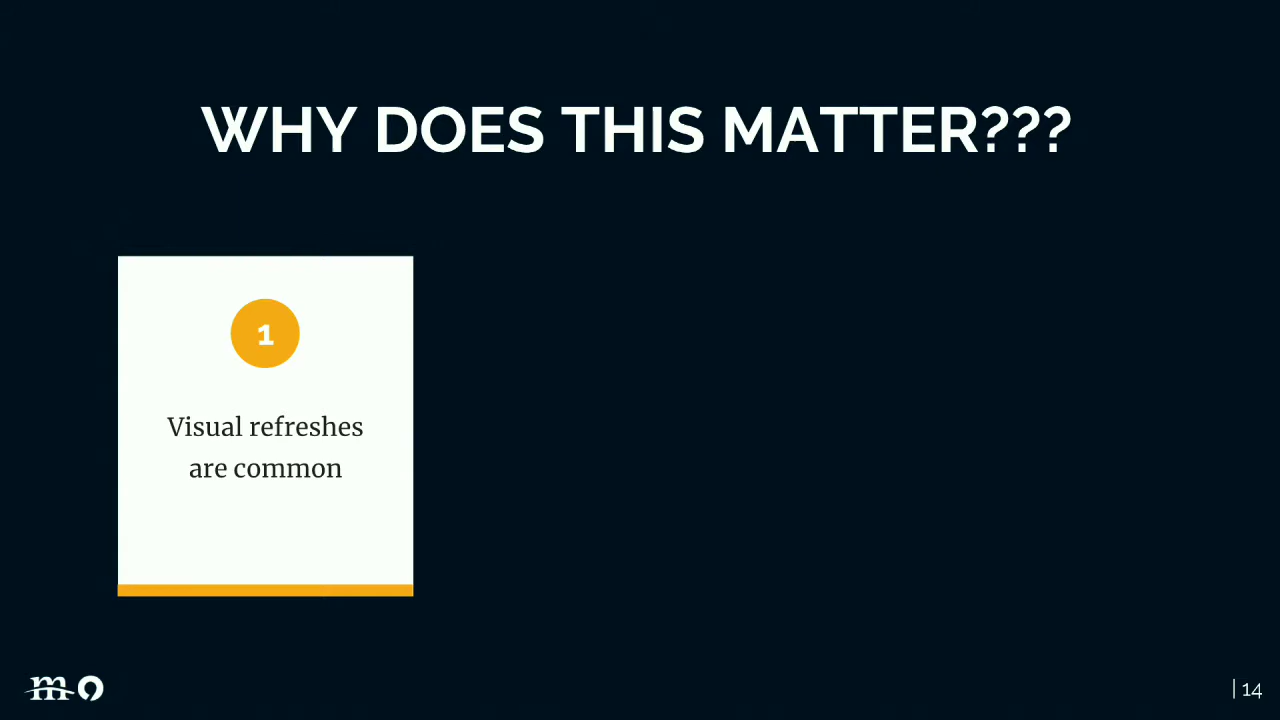 WHY DOES THIS MATTER???
1
Visual refreshes
are common
m
| 14